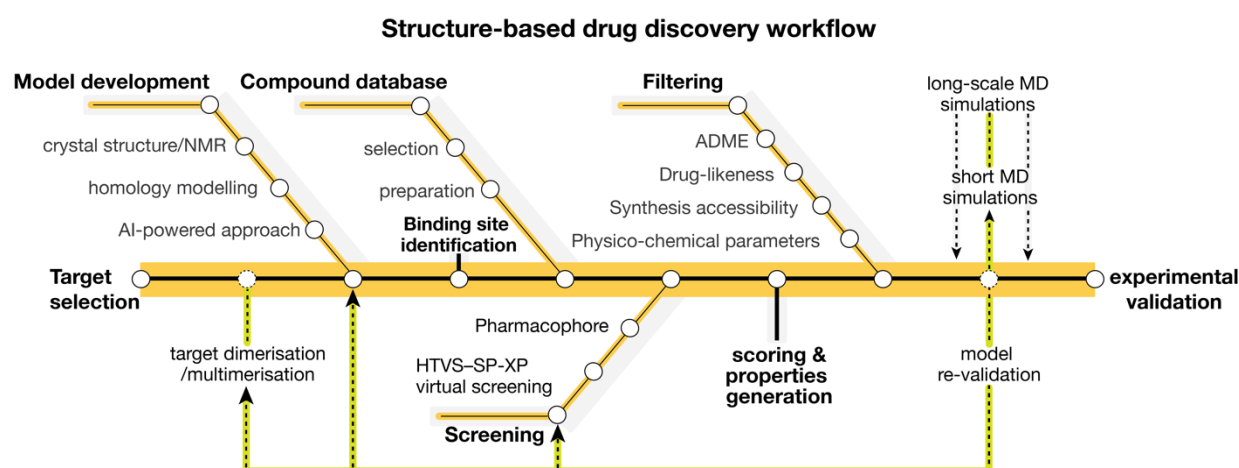 Structure-based drug discovery workflow
Model development
crystal structure/NMR
homology modelling
AI-powered approach
Compound database
selection
preparation
Binding site
identification
Filtering
ADME
Drug-likeness
Synthesis accessibility
Physico-chemical parameters
long-scale MD
simulations
short MD
simulations
Target
selection
experimental
validation
target dimerisation
/multimerisation
Pharmacophore
HTVS–SP-XP
virtual screening
Screening
scoring &
properties
generation
model
re-validation